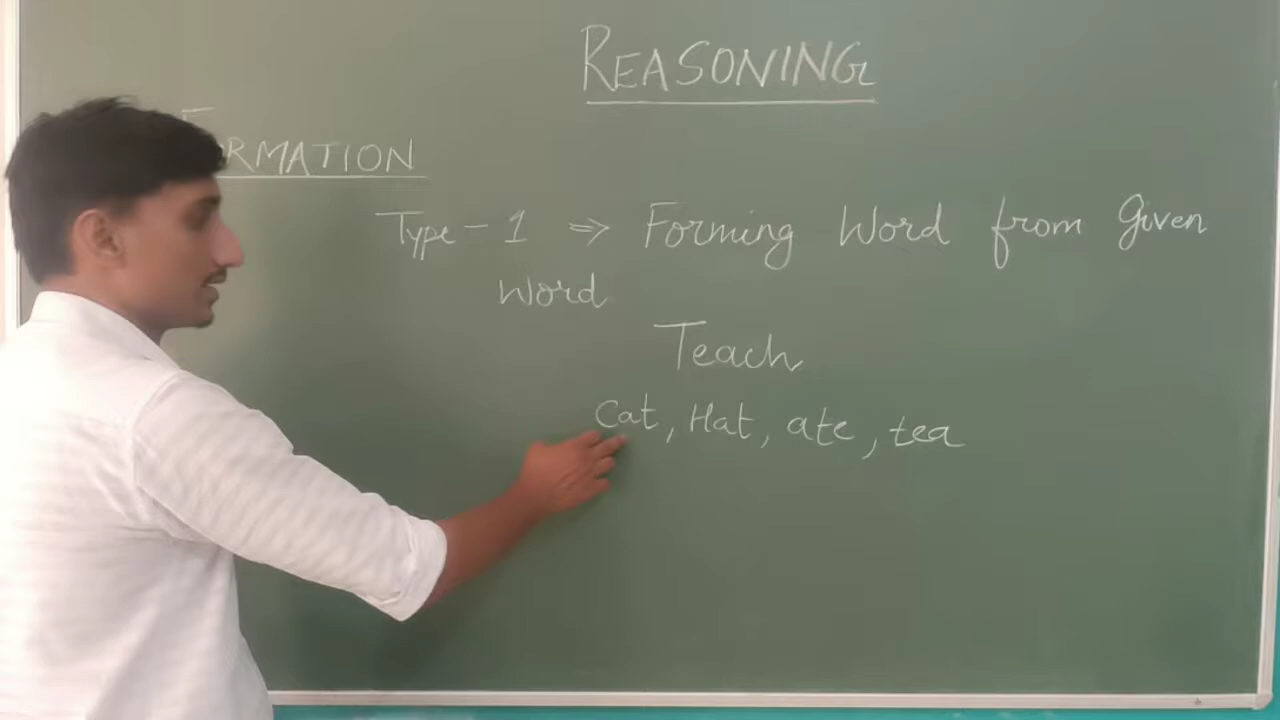 REASONING
RMATION
Type - 1 ⇒ Forming Word from Given
Word
Teach
Cat, Hat, ate, tea